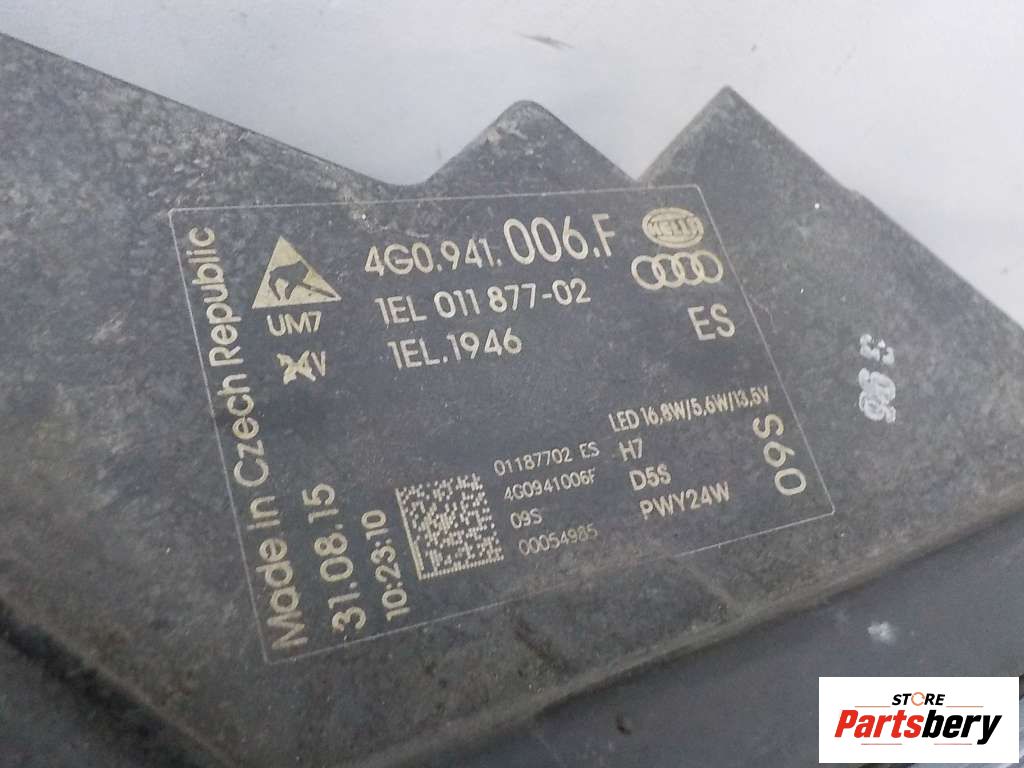 Made in Czech Republic
31.08.15
10:23:10
UM7
24V
4G0.941.006.F
1EL 011 877-02
1EL.1946
HELLA
ES
LED 16,8W/5,6W/13,5V
H7
D5S
PWY24W
09S
01187702 ES
4G0941006F
09S
00054985
STORE
Partsbery